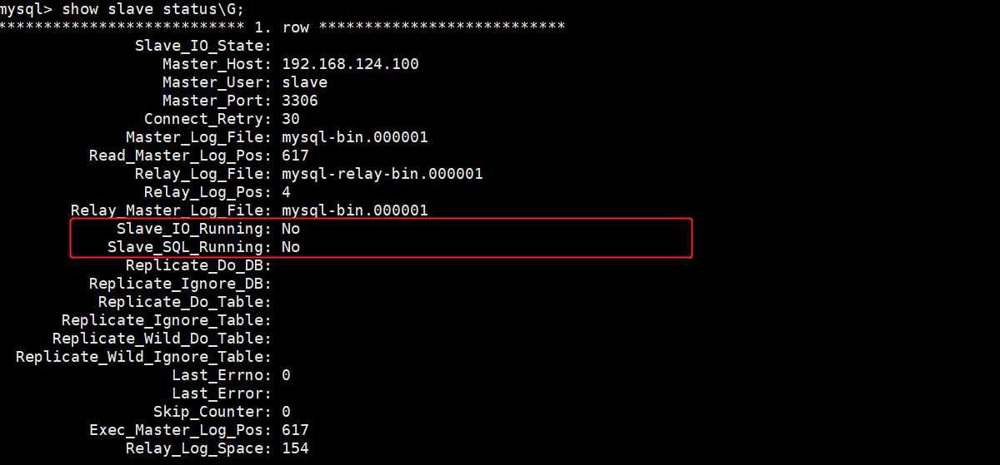 mysql> show slave status\G;
*************************** 1. row ***************************
Slave_IO_State:
Master_Host: 192.168.124.100
Master_User: slave
Master_Port: 3306
Connect_Retry: 30
Master_Log_File: mysql-bin.000001
Read_Master_Log_Pos: 617
Relay_Log_File: mysql-relay-bin.000001
Relay_Log_Pos: 4
Relay_Master_Log_File: mysql-bin.000001
Slave_IO_Running: No
Slave_SQL_Running: No
Replicate_Do_DB:
Replicate_Ignore_DB:
Replicate_Do_Table:
Replicate_Ignore_Table:
Replicate_Wild_Do_Table:
Replicate_Wild_Ignore_Table:
Last_Errno: 0
Last_Error:
Skip_Counter: 0
Exec_Master_Log_Pos: 617
Relay_Log_Space: 154